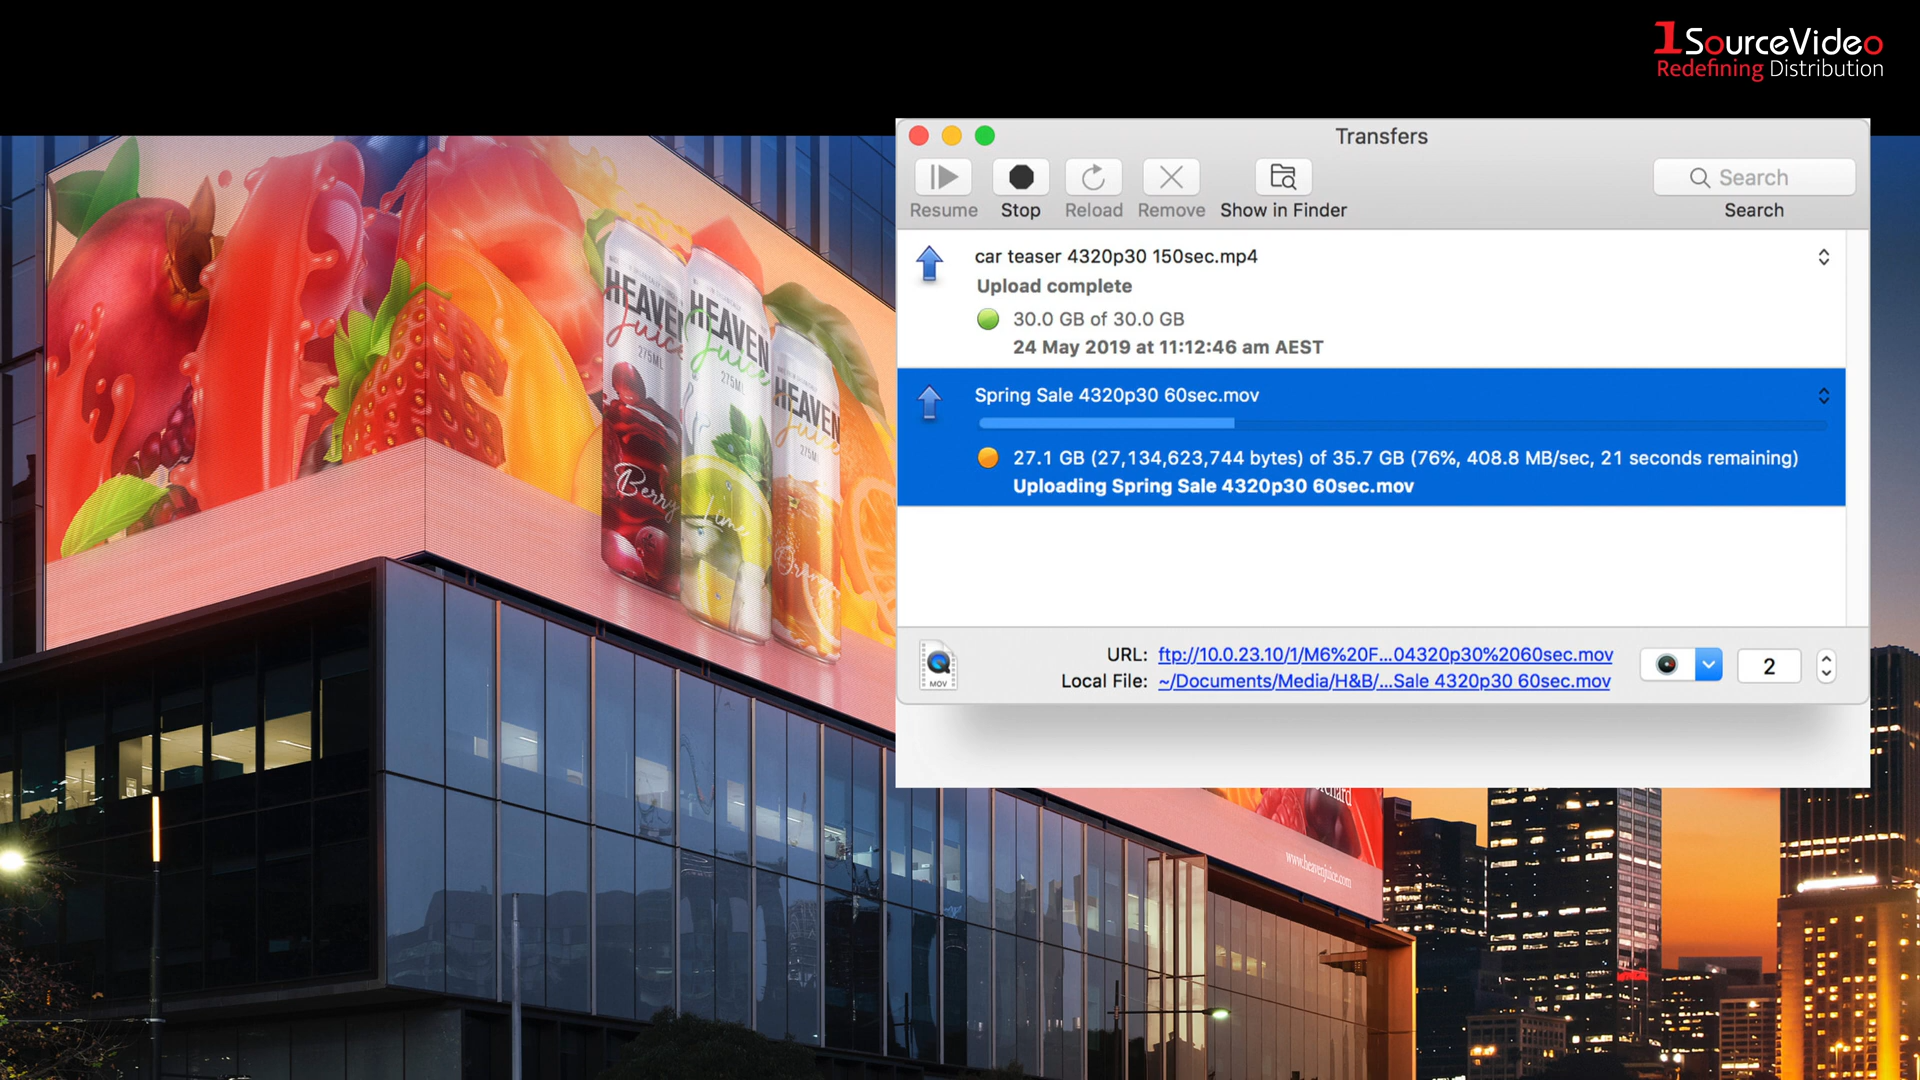 1SourceVideo
Redefining Distribution
Transfers
Resume
Stop
Reload
Remove
Show in Finder
Search
Search
car teaser 4320p30 150sec.mp4
Upload complete
30.0 GB of 30.0 GB
24 May 2019 at 11:12:46 am AEST
Spring Sale 4320p30 60sec.mov
27.1 GB (27,134,623,744 bytes) of 35.7 GB (76%, 408.8 MB/sec, 21 seconds remaining)
Uploading Spring Sale 4320p30 60sec.mov
MOV
URL: ftp://10.0.23.10/1/M6%20F...04320p30%2060sec.mov
Local File: ~/Documents/Media/H&B/...Sale 4320p30 60sec.mov
2
HEAVEN
Juice
275ML
Berry
HEAVEN
Juice
275ML
Lime
HEAVEN
Juice
275ML
Orange
www.heavenjuice.com